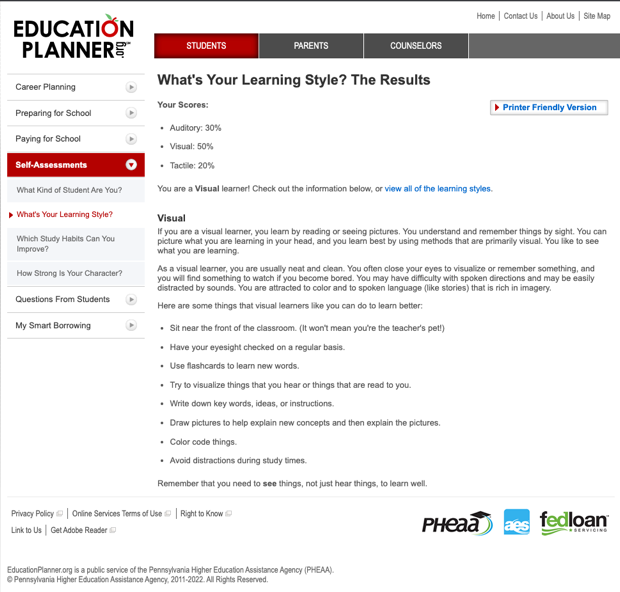 Home | Contact Us | About Us | Site Map
EDUCATION
PLANNER.org
STUDENTS PARENTS COUNSELORS
Career Planning
Preparing for School
Paying for School
Self-Assessments
What Kind of Student Are You?
What's Your Learning Style?
Which Study Habits Can You
Improve?
How Strong Is Your Character?
Questions From Students
My Smart Borrowing
What's Your Learning Style? The Results
Your Scores:
Printer Friendly Version
• Auditory: 30%
• Visual: 50%
• Tactile: 20%
You are a Visual learner! Check out the information below, or view all of the learning styles.
Visual
If you are a visual learner, you learn by reading or seeing pictures. You understand and remember things by sight. You can
picture what you are learning in your head, and you learn best by using methods that are primarily visual. You like to see
what you are learning.
As a visual learner, you are usually neat and clean. You often close your eyes to visualize or remember something, and
you will find something to watch if you become bored. You may have difficulty with spoken directions and may be easily
distracted by sounds. You are attracted to color and to spoken language (like stories) that is rich in imagery.
Here are some things that visual learners like you can do to learn better:
• Sit near the front of the classroom. (It won't mean you're the teacher's pet!)
• Have your eyesight checked on a regular basis.
• Use flashcards to learn new words.
• Try to visualize things that you hear or things that are read to you.
• Write down key words, ideas, or instructions.
• Draw pictures to help explain new concepts and then explain the pictures.
• Color code things.
• Avoid distractions during study times.
Remember that you need to see things, not just hear things, to learn well.
Privacy Policy | Online Services Terms of Use | Right to Know
Link to Us | Get Adobe Reader
PHEAA aes fedloan
SERVICING
EducationPlanner.org is a public service of the Pennsylvania Higher Education Assistance Agency (PHEAA).
© Pennsylvania Higher Education Assistance Agency, 2011-2022. All Rights Reserved.